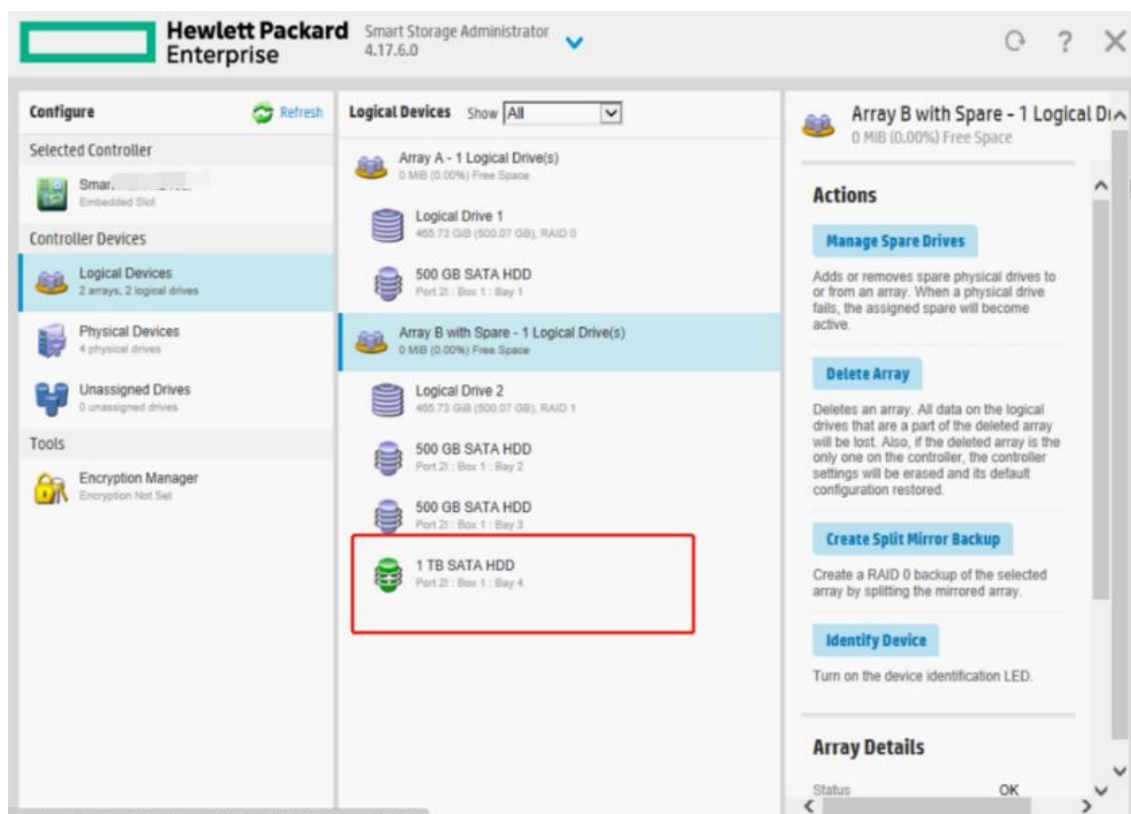 Hewlett Packard
Enterprise
Smart Storage Administrator
4.17.6.0
?
Configure
Refresh
Selected Controller
Smar
Embedded Slot
Controller Devices
Logical Devices
2 arrays, 2 logical drives
Physical Devices
4 physical drives
Unassigned Drives
0 unassigned drives
Tools
Encryption Manager
Encryption Not Set
Logical Devices Show All
Array A - 1 Logical Drive(s)
0 MiB (0.00%) Free Space
Logical Drive 1
465.73 GiB (500.07 GB), RAID 0
500 GB SATA HDD
Port 2I : Box 1 : Bay 1
Array B with Spare - 1 Logical Drive(s)
0 MiB (0.00%) Free Space
Logical Drive 2
465.73 GiB (500.07 GB), RAID 1
500 GB SATA HDD
Port 2I : Box 1 : Bay 2
500 GB SATA HDD
Port 2I : Box 1 : Bay 3
1 TB SATA HDD
Port 2I : Box 1 : Bay 4
Array B with Spare - 1 Logical Dr
0 MiB (0.00%) Free Space
Actions
Manage Spare Drives
Adds or removes spare physical drives to
or from an array. When a physical drive
fails, the assigned spare will become
active.
Delete Array
Deletes an array. All data on the logical
drives that are a part of the deleted array
will be lost. Also, if the deleted array is the
only one on the controller, the controller
settings will be erased and its default
configuration restored.
Create Split Mirror Backup
Create a RAID 0 backup of the selected
array by splitting the mirrored array.
Identify Device
Turn on the device identification LED.
Array Details
Status OK